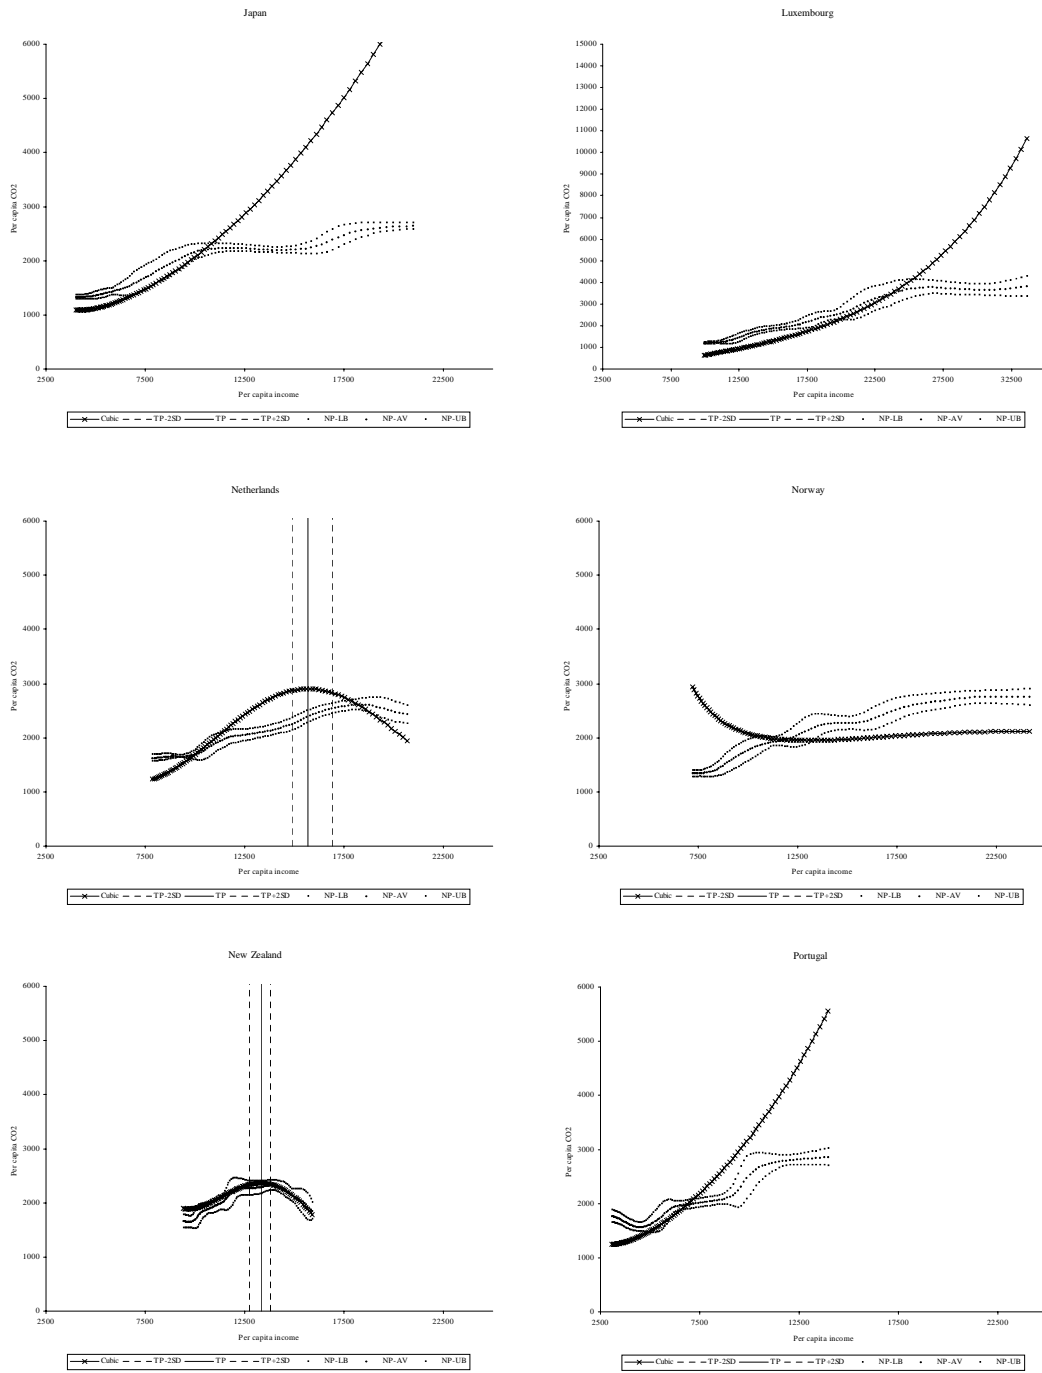 Japan
Per capita CO2
6000
5000
4000
3000
2000
1000
0
2500 7500 12500 17500 22500
Per capita income
Cubic TP-2SD TP TP+2SD NP-LB NP-AV NP-UB
Luxembourg
Per capita CO2
15000
14000
13000
12000
11000
10000
9000
8000
7000
6000
5000
4000
3000
2000
1000
0
2500 7500 12500 17500 22500 27500 32500
Per capita income
Cubic TP-2SD TP TP+2SD NP-LB NP-AV NP-UB
Netherlands
Per capita CO2
6000
5000
4000
3000
2000
1000
0
2500 7500 12500 17500 22500
Per capita income
Cubic TP-2SD TP TP+2SD NP-LB NP-AV NP-UB
Norway
Per capita CO2
6000
5000
4000
3000
2000
1000
0
2500 7500 12500 17500 22500
Per capita income
Cubic TP-2SD TP TP+2SD NP-LB NP-AV NP-UB
New Zealand
Per capita CO2
6000
5000
4000
3000
2000
1000
0
2500 7500 12500 17500 22500
Per capita income
Cubic TP-2SD TP TP+2SD NP-LB NP-AV NP-UB
Portugal
Per capita CO2
6000
5000
4000
3000
2000
1000
0
2500 7500 12500 17500 22500
Per capita income
Cubic TP-2SD TP TP+2SD NP-LB NP-AV NP-UB